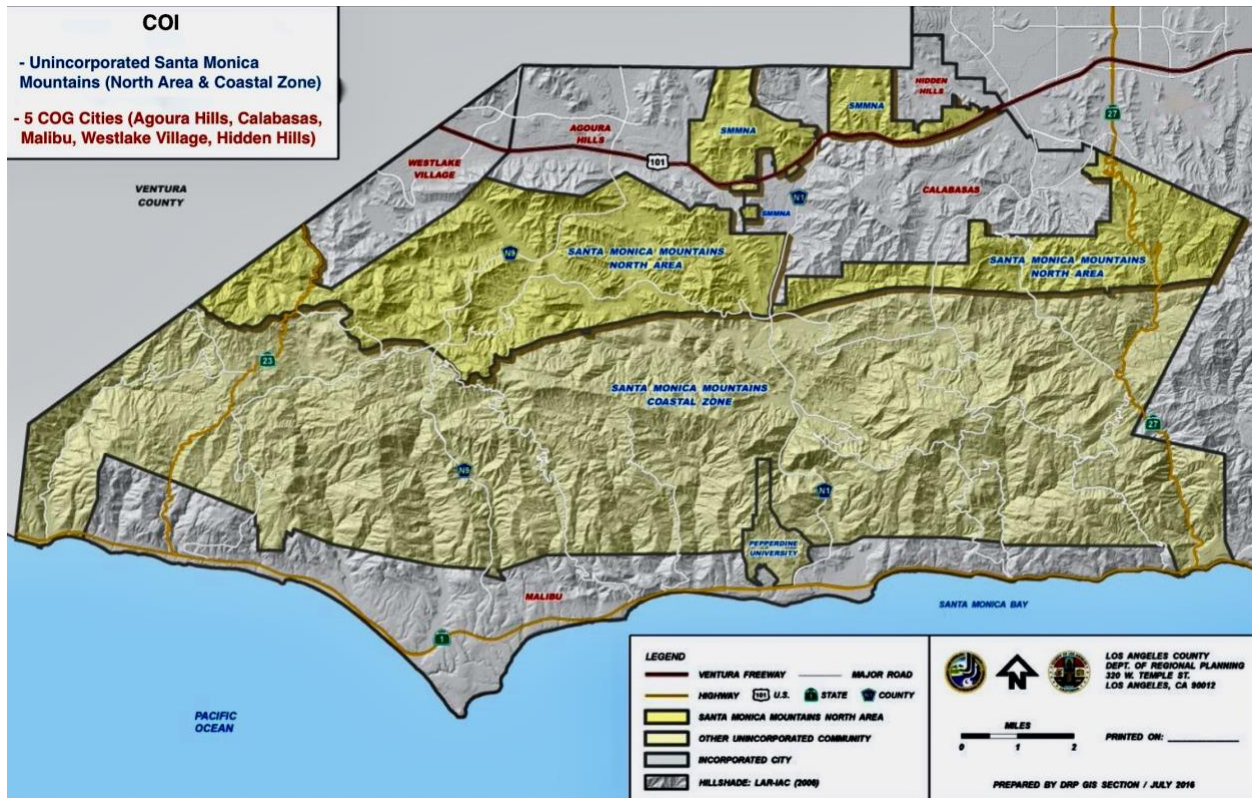 COI
- Unincorporated Santa Monica
Mountains (North Area & Coastal Zone)
- 5 COG Cities (Agoura Hills, Calabasas,
Malibu, Westlake Village, Hidden Hills)
VENTURA
COUNTY
WESTLAKE
VILLAGE
AGOURA
HILLS
101
SMMNA
SMMNA
HIDDEN
HILLS
27
SMMNA
N1
CALABASAS
N9
SANTA MONICA MOUNTAINS
NORTH AREA
SANTA MONICA MOUNTAINS
NORTH AREA
23
SANTA MONICA MOUNTAINS
COASTAL ZONE
27
N9
N1
PEPPERDINE
UNIVERSITY
MALIBU
1
SANTA MONICA BAY
PACIFIC
OCEAN
LEGEND
VENTURA FREEWAY
MAJOR ROAD
HIGHWAY
101 U.S.
STATE
COUNTY
SANTA MONICA MOUNTAINS NORTH AREA
OTHER UNINCORPORATED COMMUNITY
INCORPORATED CITY
HILLSHADE: LAR-IAC (2006)
N
LOS ANGELES COUNTY
DEPT. OF REGIONAL PLANNING
320 W. TEMPLE ST.
LOS ANGELES, CA 90012
MILES
0 1 2
PRINTED ON:
PREPARED BY DRP GIS SECTION / JULY 2016